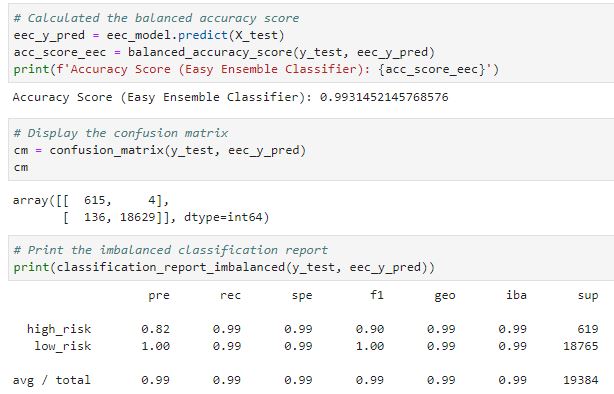 # Calculated the balanced accuracy score
eec_y_pred = eec_model.predict(X_test)
acc_score_eec = balanced_accuracy_score(y_test, eec_y_pred)
print(f'Accuracy Score (Easy Ensemble Classifier): {acc_score_eec}')
Accuracy Score (Easy Ensemble Classifier): 0.9931452145768576
# Display the confusion matrix
cm = confusion_matrix(y_test, eec_y_pred)
cm
array([[ 615, 4],
[ 136, 18629]], dtype=int64)
# Print the imbalanced classification report
print(classification_report_imbalanced(y_test, eec_y_pred))
pre rec spe f1 geo iba sup
high_risk 0.82 0.99 0.99 0.90 0.99 0.99 619
low_risk 1.00 0.99 0.99 1.00 0.99 0.99 18765
avg / total 0.99 0.99 0.99 0.99 0.99 0.99 19384